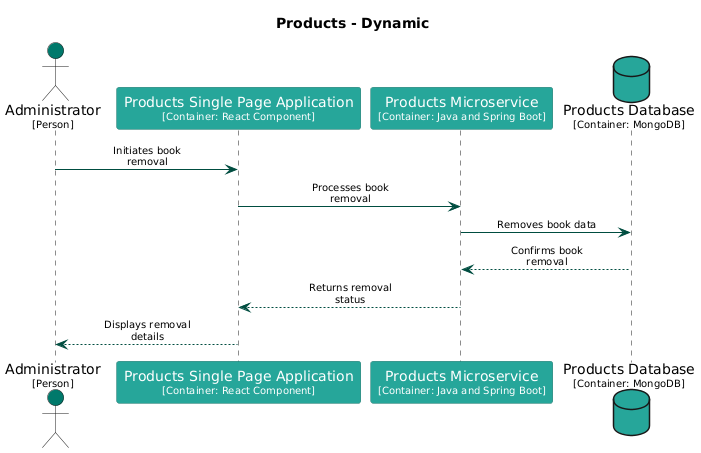 Products - Dynamic
Administrator
[Person]
Products Single Page Application
[Container: React Component]
Products Microservice
[Container: Java and Spring Boot]
Products Database
[Container: MongoDB]
Initiates book
removal
Processes book
removal
Removes book data
Confirms book
removal
Returns removal
status
Displays removal
details
Administrator
[Person]
Products Single Page Application
[Container: React Component]
Products Microservice
[Container: Java and Spring Boot]
Products Database
[Container: MongoDB]